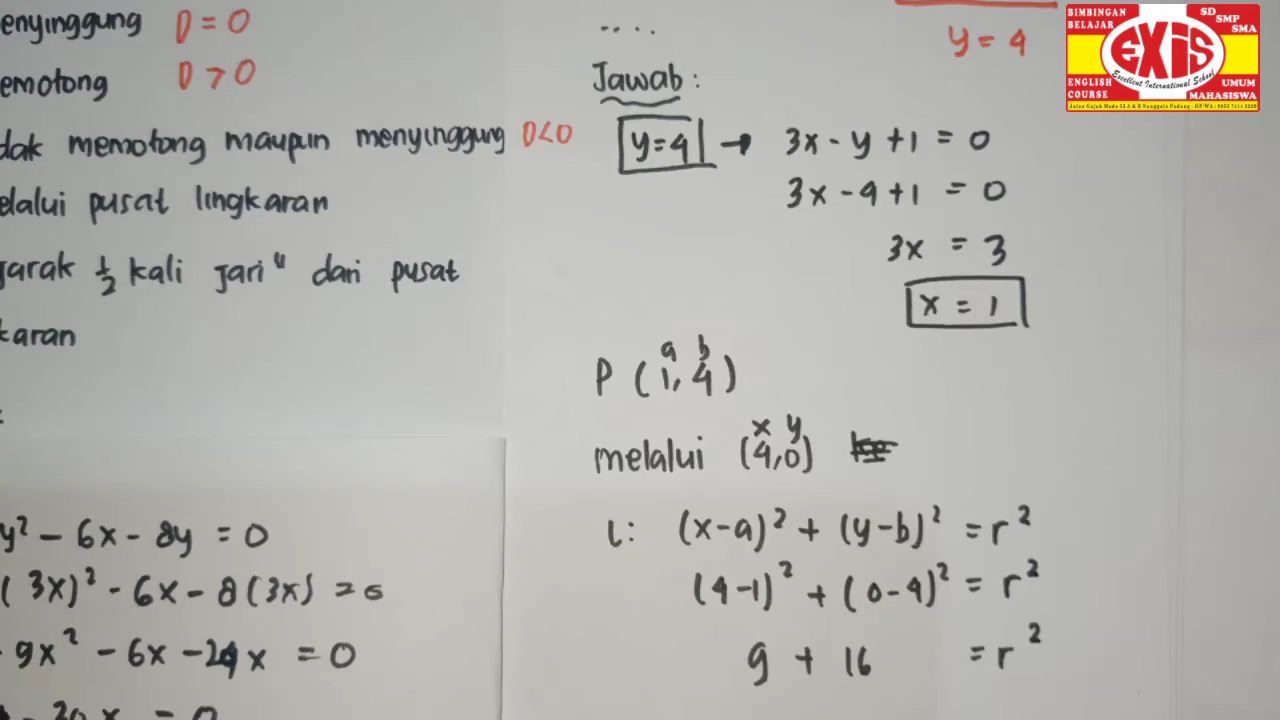 enyinggung D = 0
emotong D > 0
dak memotong maupun menyinggung D<0
elalui pusat lingkaran
jarak 1/2 kali jari" dari pusat
karan
y² - 6x - 8y = 0
( 3x)² - 6x - 8(3x) = 0
9x² - 6x - 24x = 0
....
y = 4
Jawab :
y=4 → 3x - y + 1 = 0
3x - 4 + 1 = 0
3x = 3
x = 1
a b
P ( 1, 4 )
x y
melalui (4,0)
L: (x-a)² + (y-b)² = r²
(4-1)² + (0-4)² = r²
9 + 16 = r²
BIMBINGAN BELAJAR
SD SMP SMA
EXIS
Excellent International School
ENGLISH COURSE
UMUM MAHASISWA